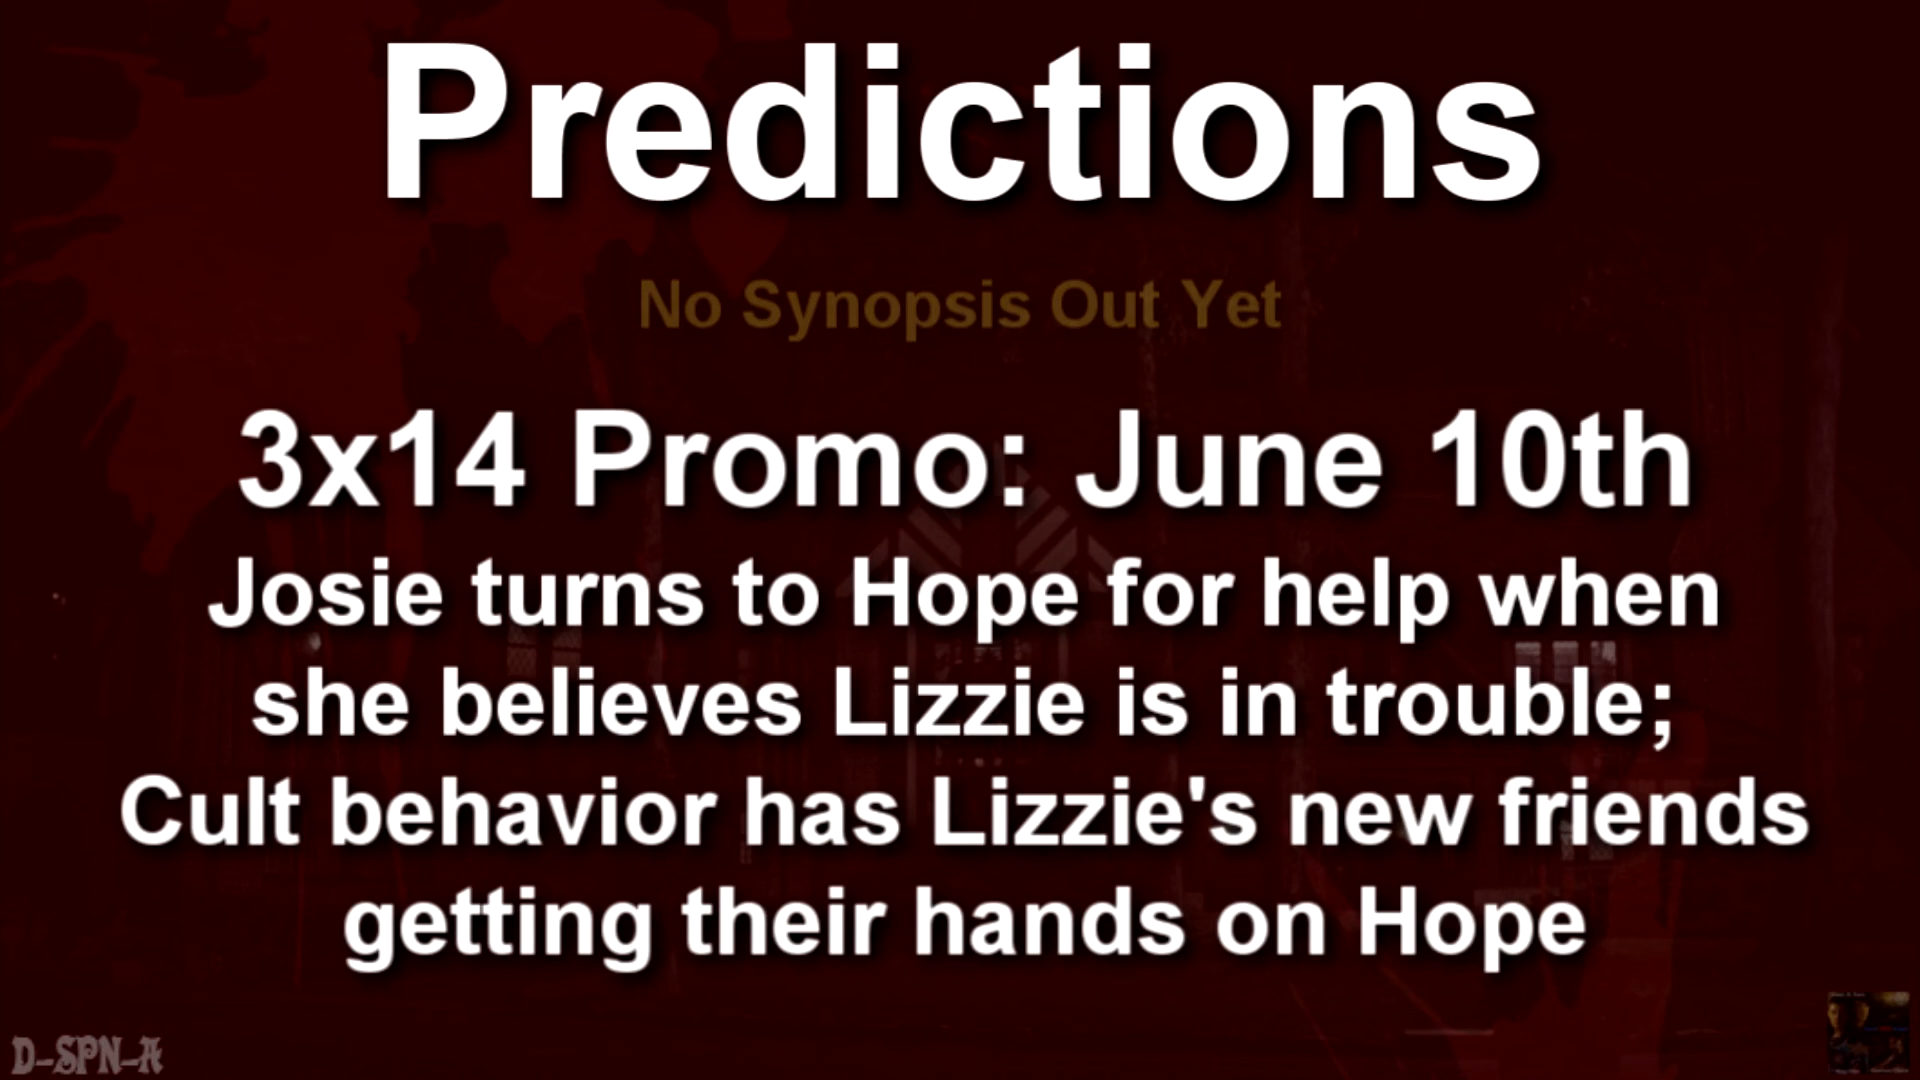 Predictions
No Synopsis Out Yet
3x14 Promo: June 10th
Josie turns to Hope for help when
she believes Lizzie is in trouble;
Cult behavior has Lizzie's new friends
getting their hands on Hope
D-SPN-A